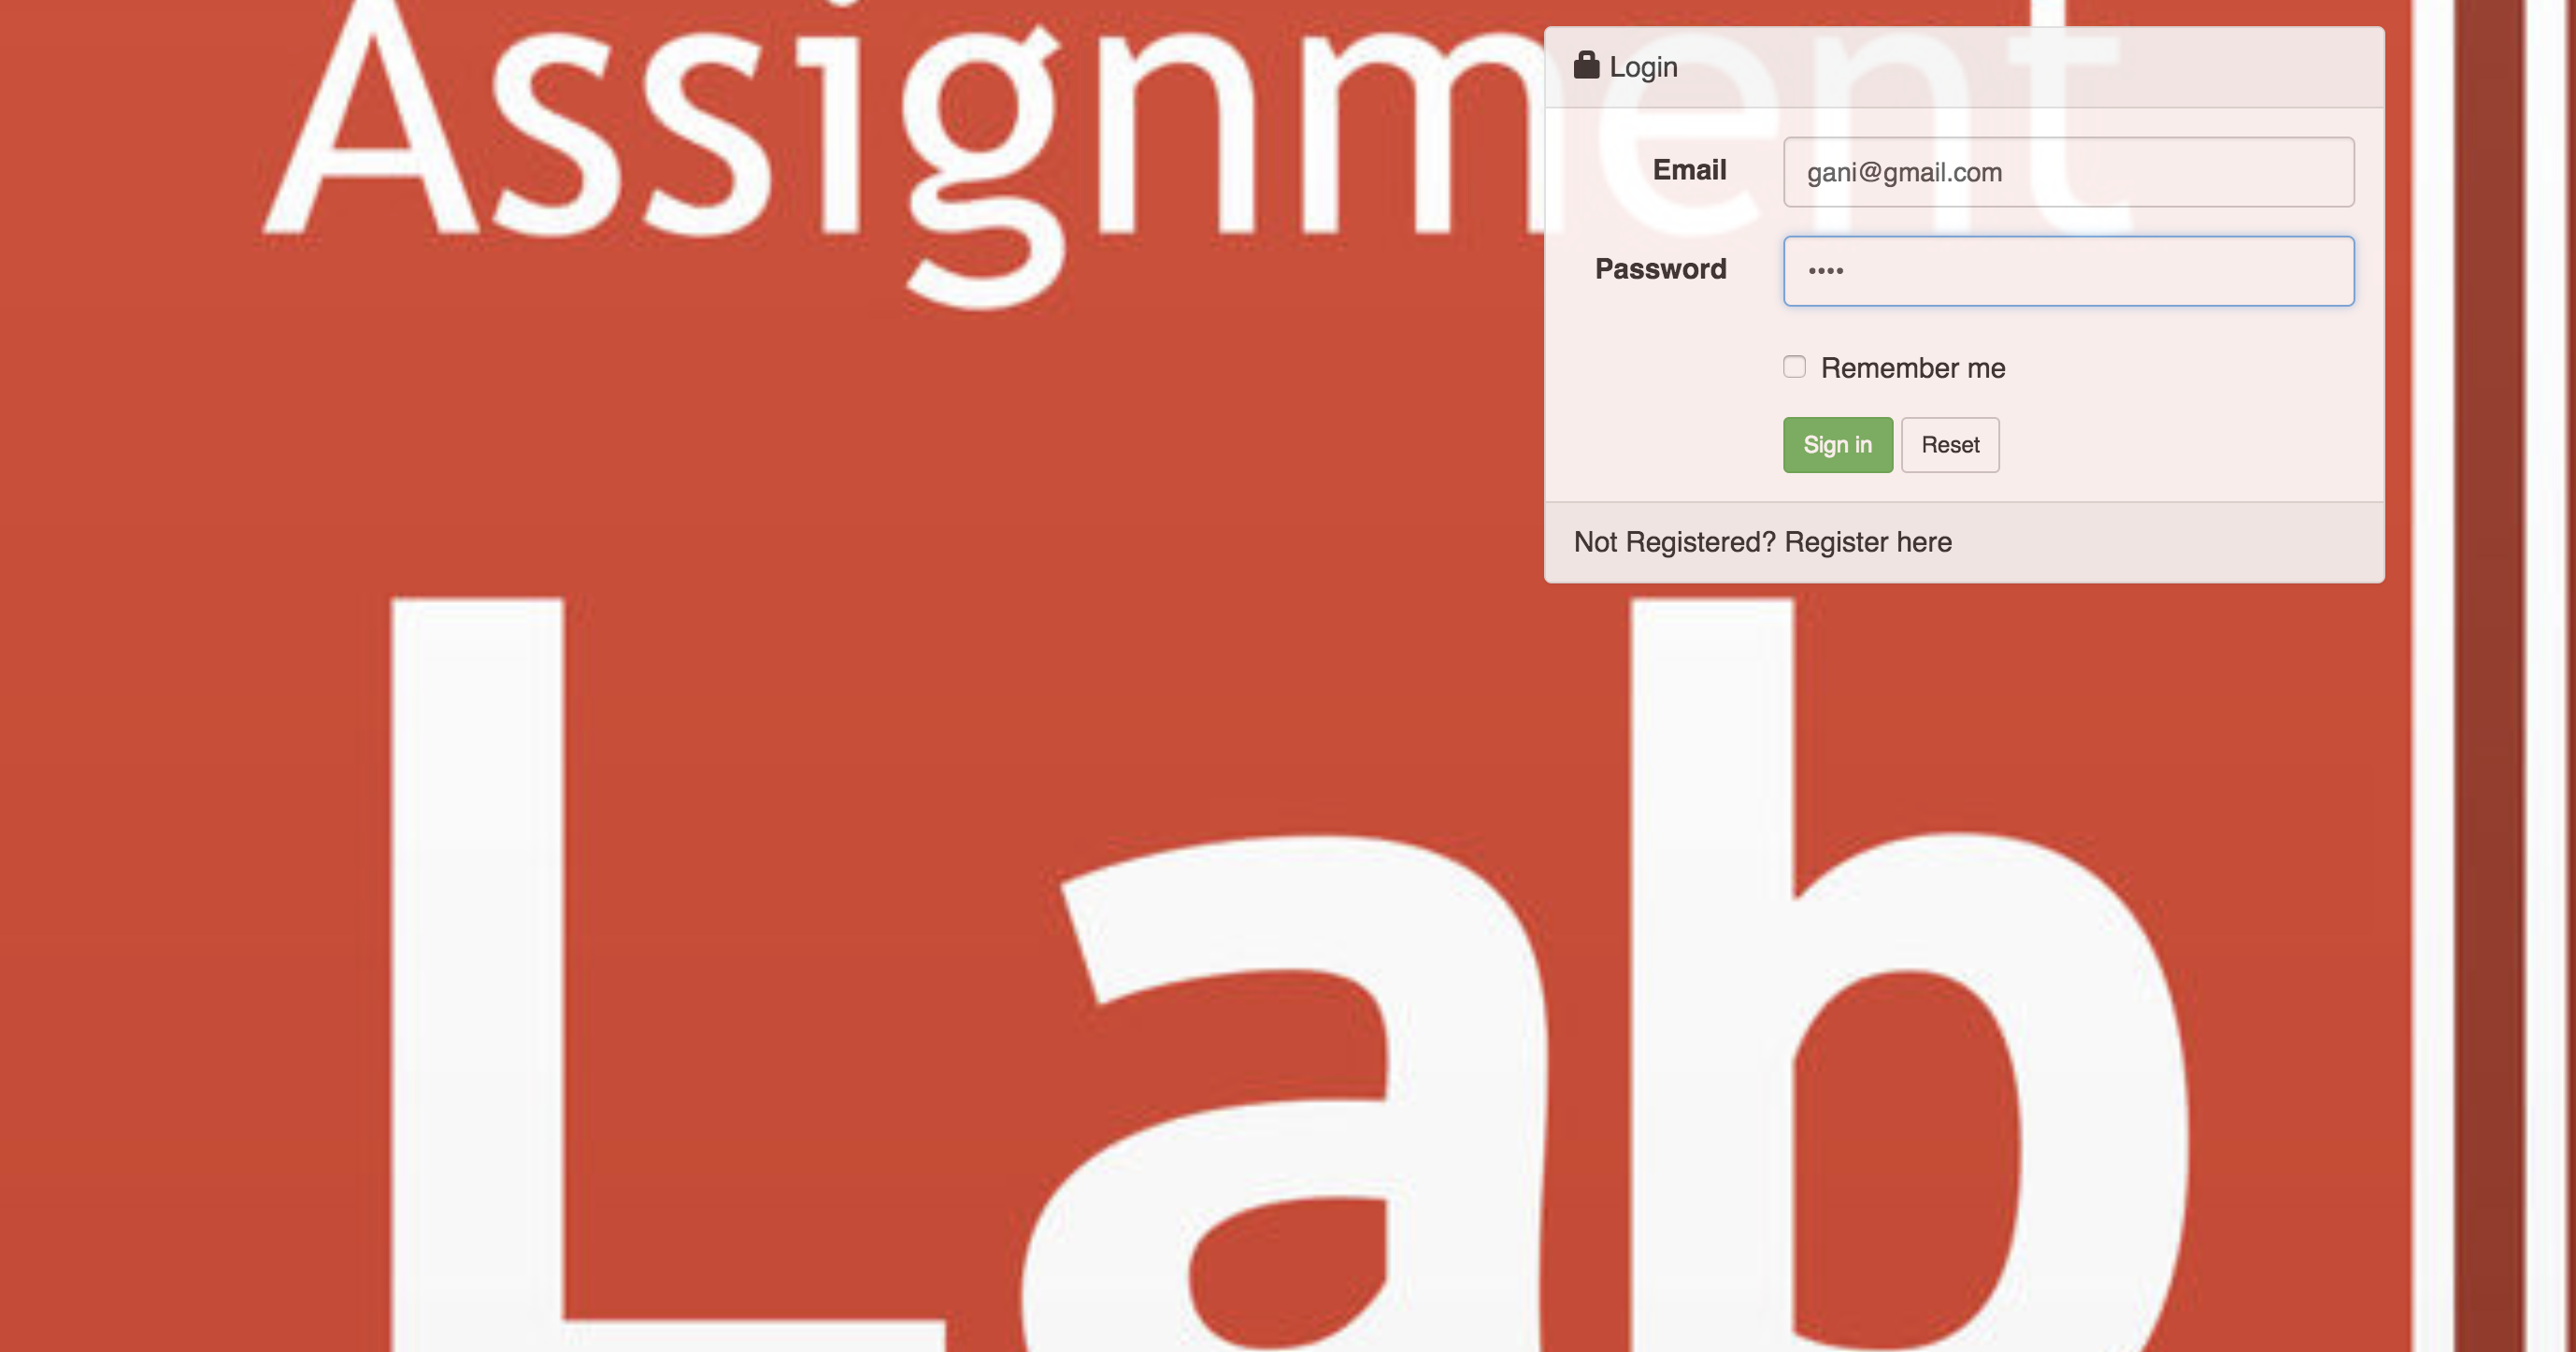 Assignment
Login
Email
gani@gmail.com
Password
••••
Remember me
Sign in
Reset
Not Registered? Register here
Lab